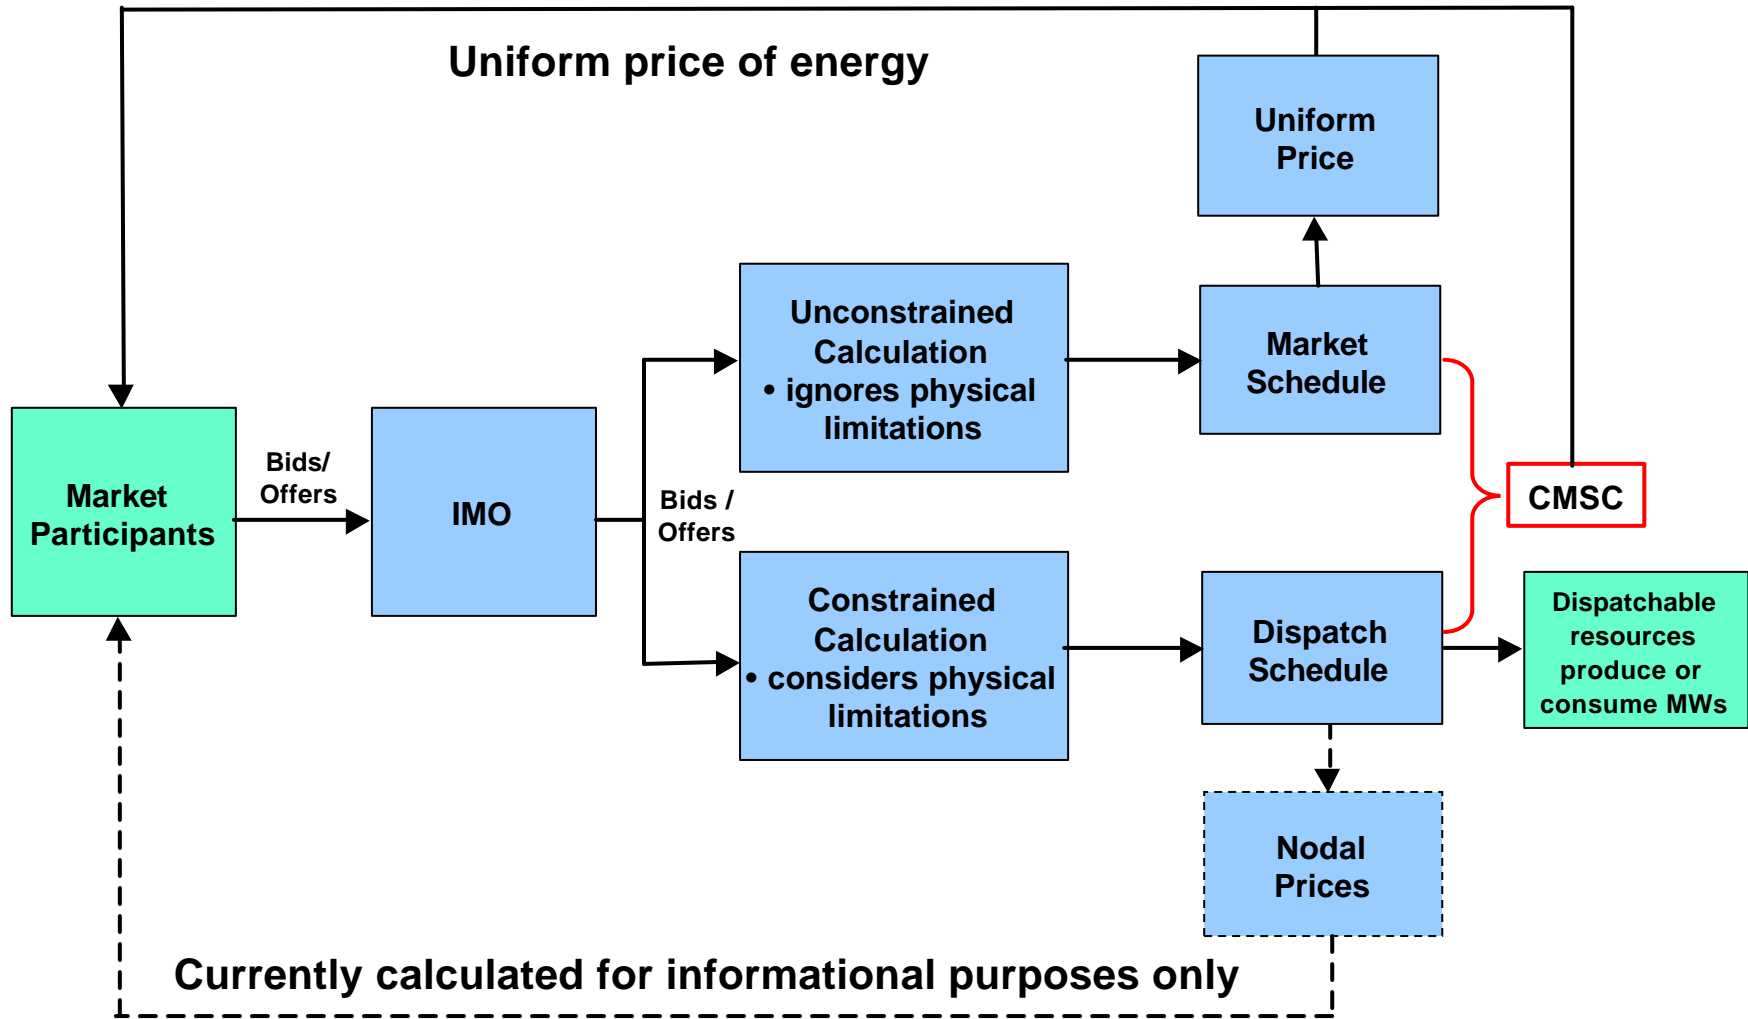 Uniform price of energy
Uniform
Price
Unconstrained
Calculation
• ignores physical
limitations
Market
Schedule
Market
Participants
Bids/
Offers
IMO
Bids /
Offers
CMSC
Constrained
Calculation
• considers physical
limitations
Dispatch
Schedule
Dispatchable
resources
produce or
consume MWs
Nodal
Prices
Currently calculated for informational purposes only